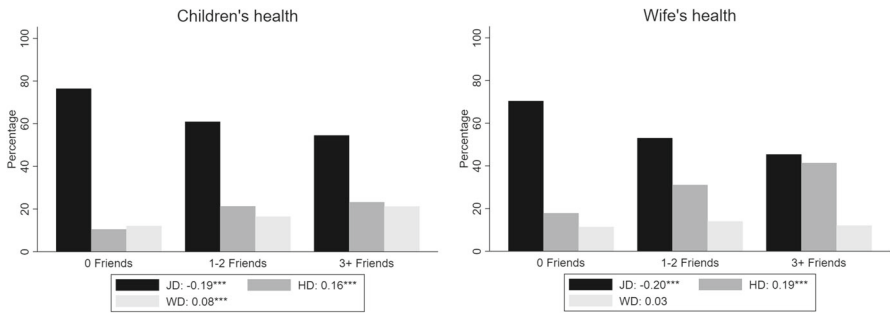 Children's health
Percentage
100
80
60
40
20
0
0 Friends 1-2 Friends 3+ Friends
JD: -0.19*** HD: 0.16***
WD: 0.08***
Wife's health
Percentage
100
80
60
40
20
0
0 Friends 1-2 Friends 3+ Friends
JD: -0.20*** HD: 0.19***
WD: 0.03